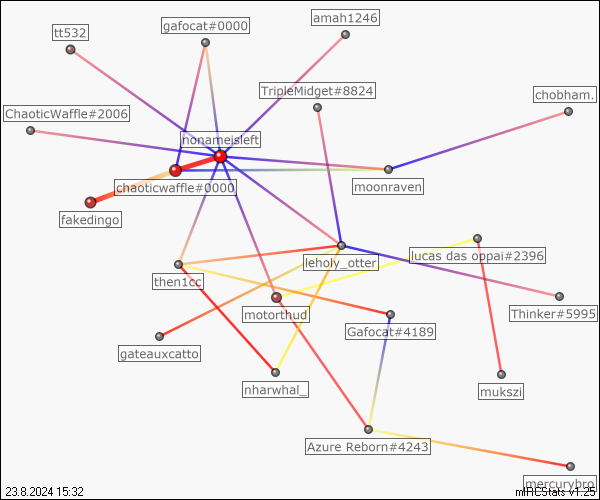 amah1246
gafocat#0000
tt532
TripleMidget#8824
chobham.
ChaoticWaffle#2006
nonameisleft
chaoticwaffle#0000
moonraven
fakedingo
lucas das oppai#2396
leholy_otter
then1cc
motorthud
Thinker#5995
Gafocat#4189
gateauxcatto
nharwhal_
mukszi
Azure Reborn#4243
mercurybro
23.8.2024 15:32
mIRCStats v1.25